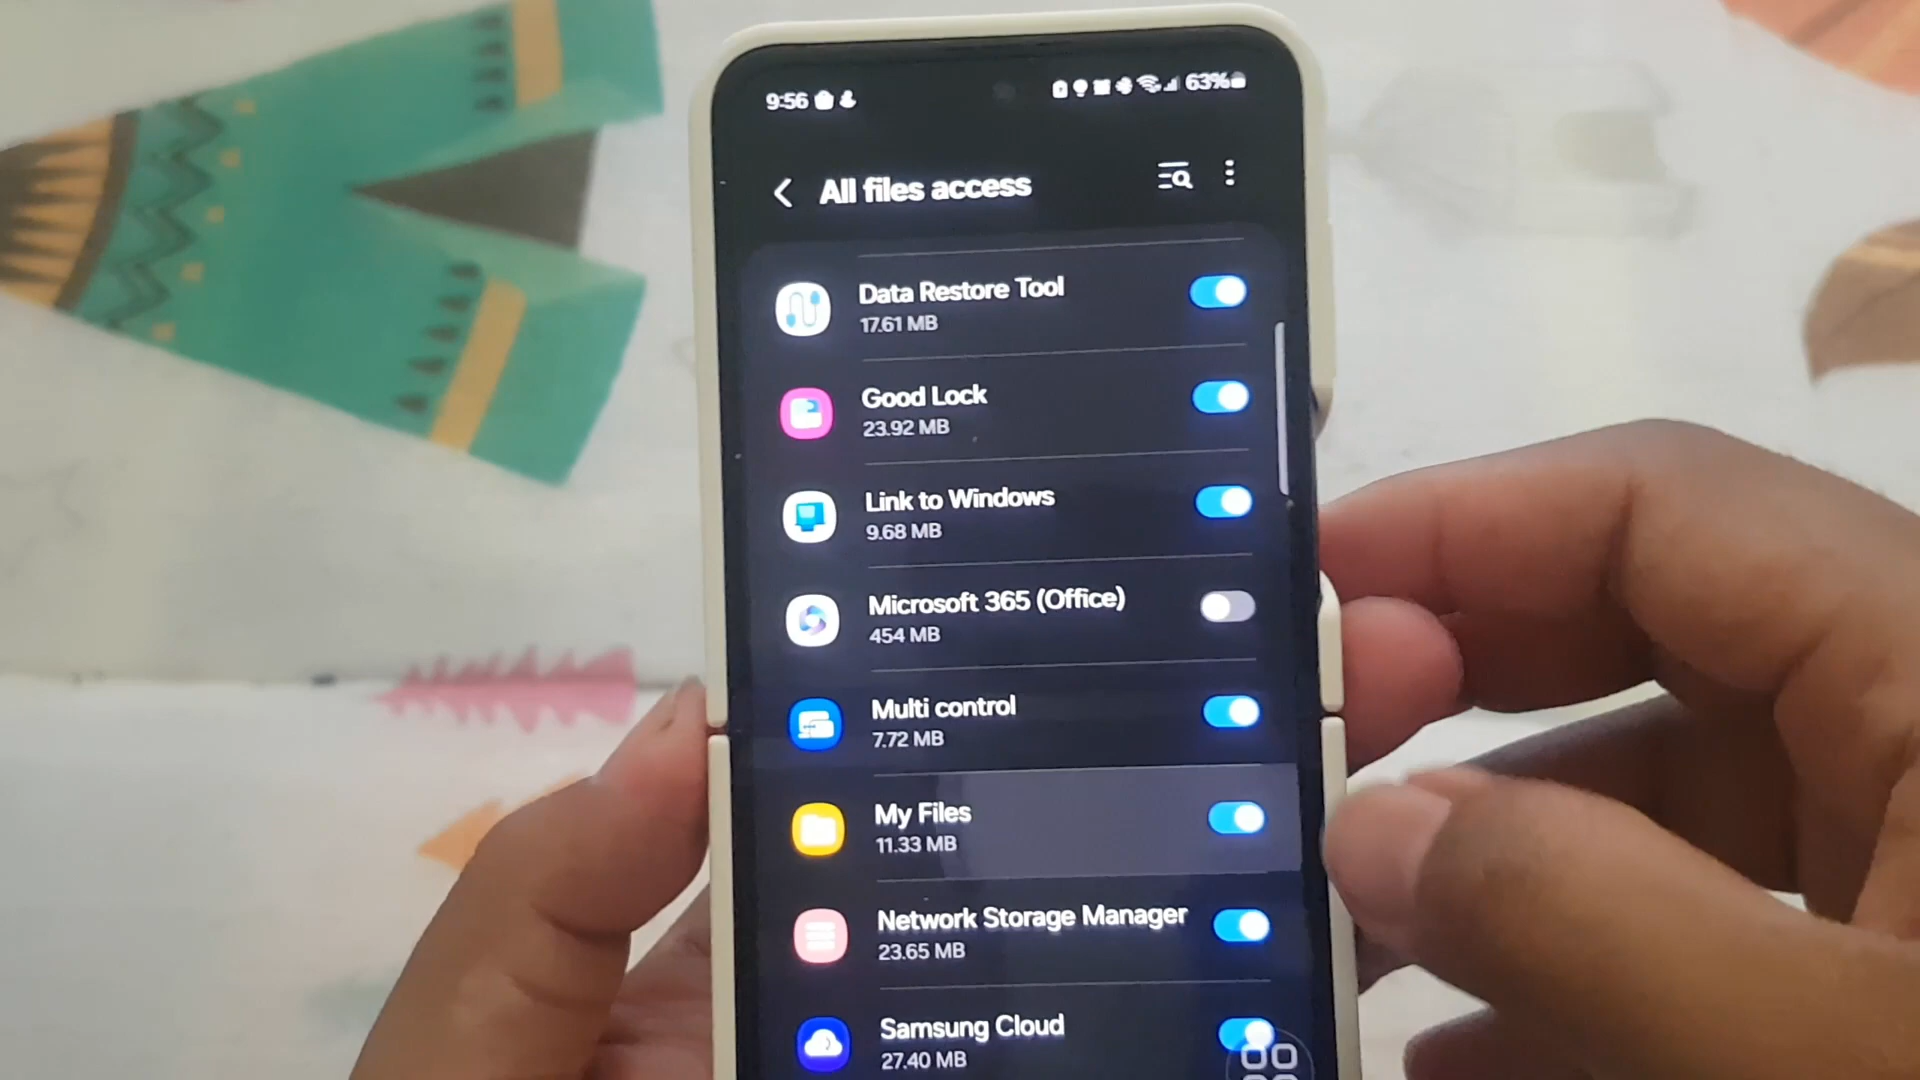 9:56
63%
All files access
Data Restore Tool
17.61 MB
Good Lock
23.92 MB
Link to Windows
9.68 MB
Microsoft 365 (Office)
454 MB
Multi control
7.72 MB
My Files
11.33 MB
Network Storage Manager
23.65 MB
Samsung Cloud
27.40 MB